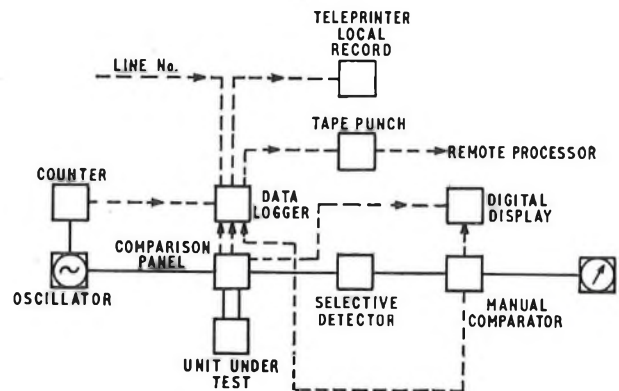 TELEPRINTER
LOCAL
RECORD
LINE No.
TAPE PUNCH
REMOTE PROCESSOR
COUNTER
DATA
LOGGER
DIGITAL
DISPLAY
COMPARISON
PANEL
OSCILLATOR
SELECTIVE
DETECTOR
MANUAL
COMPARATOR
UNIT UNDER
TEST